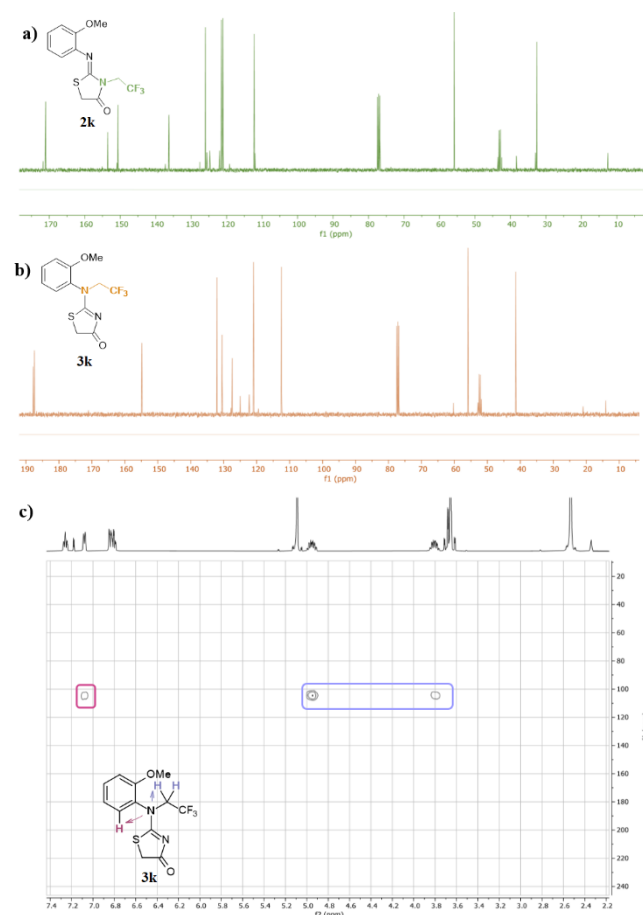 a)
OMe
N
S
N
CF₃
O
2k
170 160 150 140 130 120 110 100 90 80 70 60 50 40 30 20 10
f1 (ppm)
b)
OMe
N
CF₃
S
N
O
3k
190 180 170 160 150 140 130 120 110 100 90 80 70 60 50 40 30 20 10
f1 (ppm)
c)
20
40
60
80
100
120
140
160
180
200
220
240
OMe
H H
N
CF₃
H
S
N
O
3k
7.4 7.2 7.0 6.8 6.6 6.4 6.2 6.0 5.8 5.6 5.4 5.2 5.0 4.8 4.6 4.4 4.2 4.0 3.8 3.6 3.4 3.2 3.0 2.8 2.6 2.4 2.2
f2 (ppm)